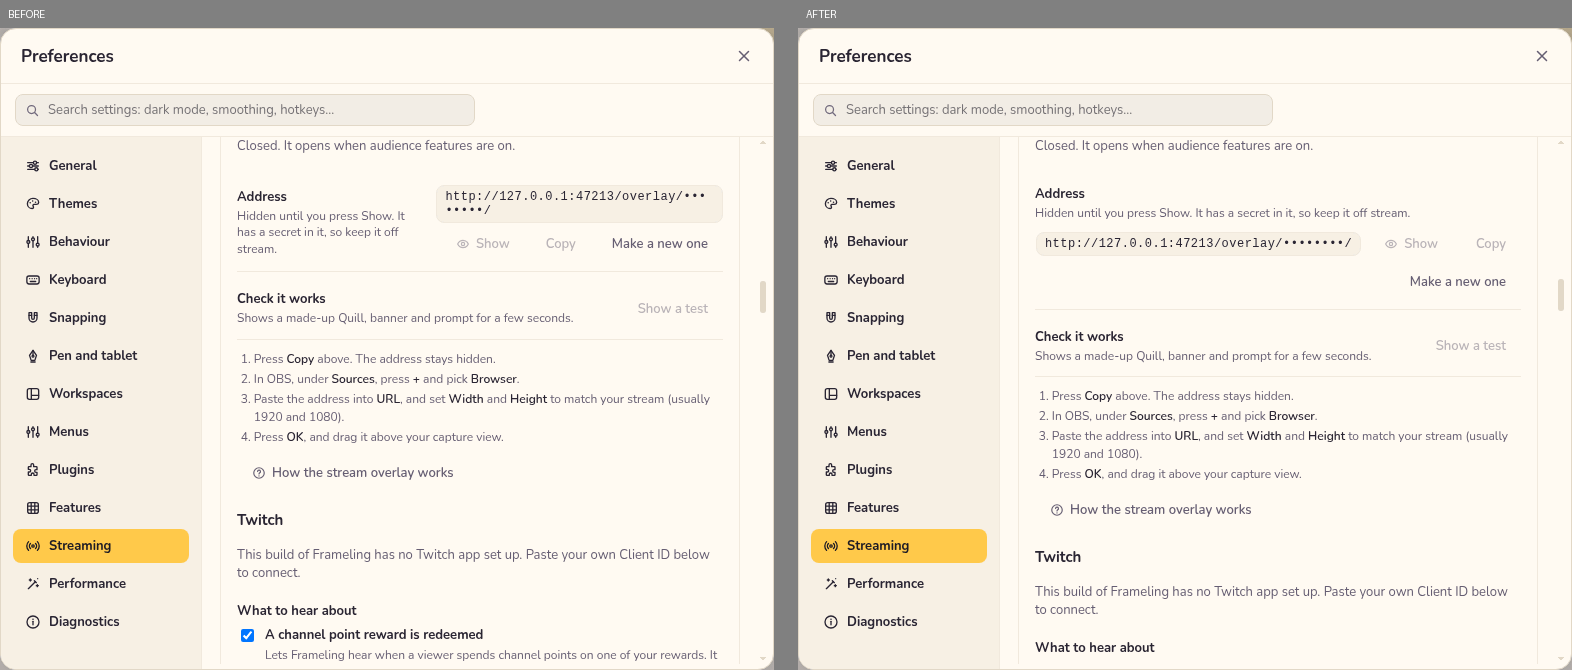 BEFORE
Preferences
Search settings: dark mode, smoothing, hotkeys...
General
Themes
Behaviour
Keyboard
Snapping
Pen and tablet
Workspaces
Menus
Plugins
Features
Streaming
Performance
Diagnostics
Closed. It opens when audience features are on.
Address
Hidden until you press Show. It
has a secret in it, so keep it off
stream.
http://127.0.0.1:47213/overlay/•••
•••••/
Show Copy Make a new one
Check it works
Shows a made-up Quill, banner and prompt for a few seconds.
Show a test
1. Press Copy above. The address stays hidden.
2. In OBS, under Sources, press + and pick Browser.
3. Paste the address into URL, and set Width and Height to match your stream (usually
1920 and 1080).
4. Press OK, and drag it above your capture view.
How the stream overlay works
Twitch
This build of Frameling has no Twitch app set up. Paste your own Client ID below
to connect.
What to hear about
A channel point reward is redeemed
Lets Frameling hear when a viewer spends channel points on one of your rewards. It
AFTER
Preferences
Search settings: dark mode, smoothing, hotkeys...
General
Themes
Behaviour
Keyboard
Snapping
Pen and tablet
Workspaces
Menus
Plugins
Features
Streaming
Performance
Diagnostics
Closed. It opens when audience features are on.
Address
Hidden until you press Show. It has a secret in it, so keep it off stream.
http://127.0.0.1:47213/overlay/••••••••/
Show Copy
Make a new one
Check it works
Shows a made-up Quill, banner and prompt for a few seconds.
Show a test
1. Press Copy above. The address stays hidden.
2. In OBS, under Sources, press + and pick Browser.
3. Paste the address into URL, and set Width and Height to match your stream (usually
1920 and 1080).
4. Press OK, and drag it above your capture view.
How the stream overlay works
Twitch
This build of Frameling has no Twitch app set up. Paste your own Client ID below
to connect.
What to hear about